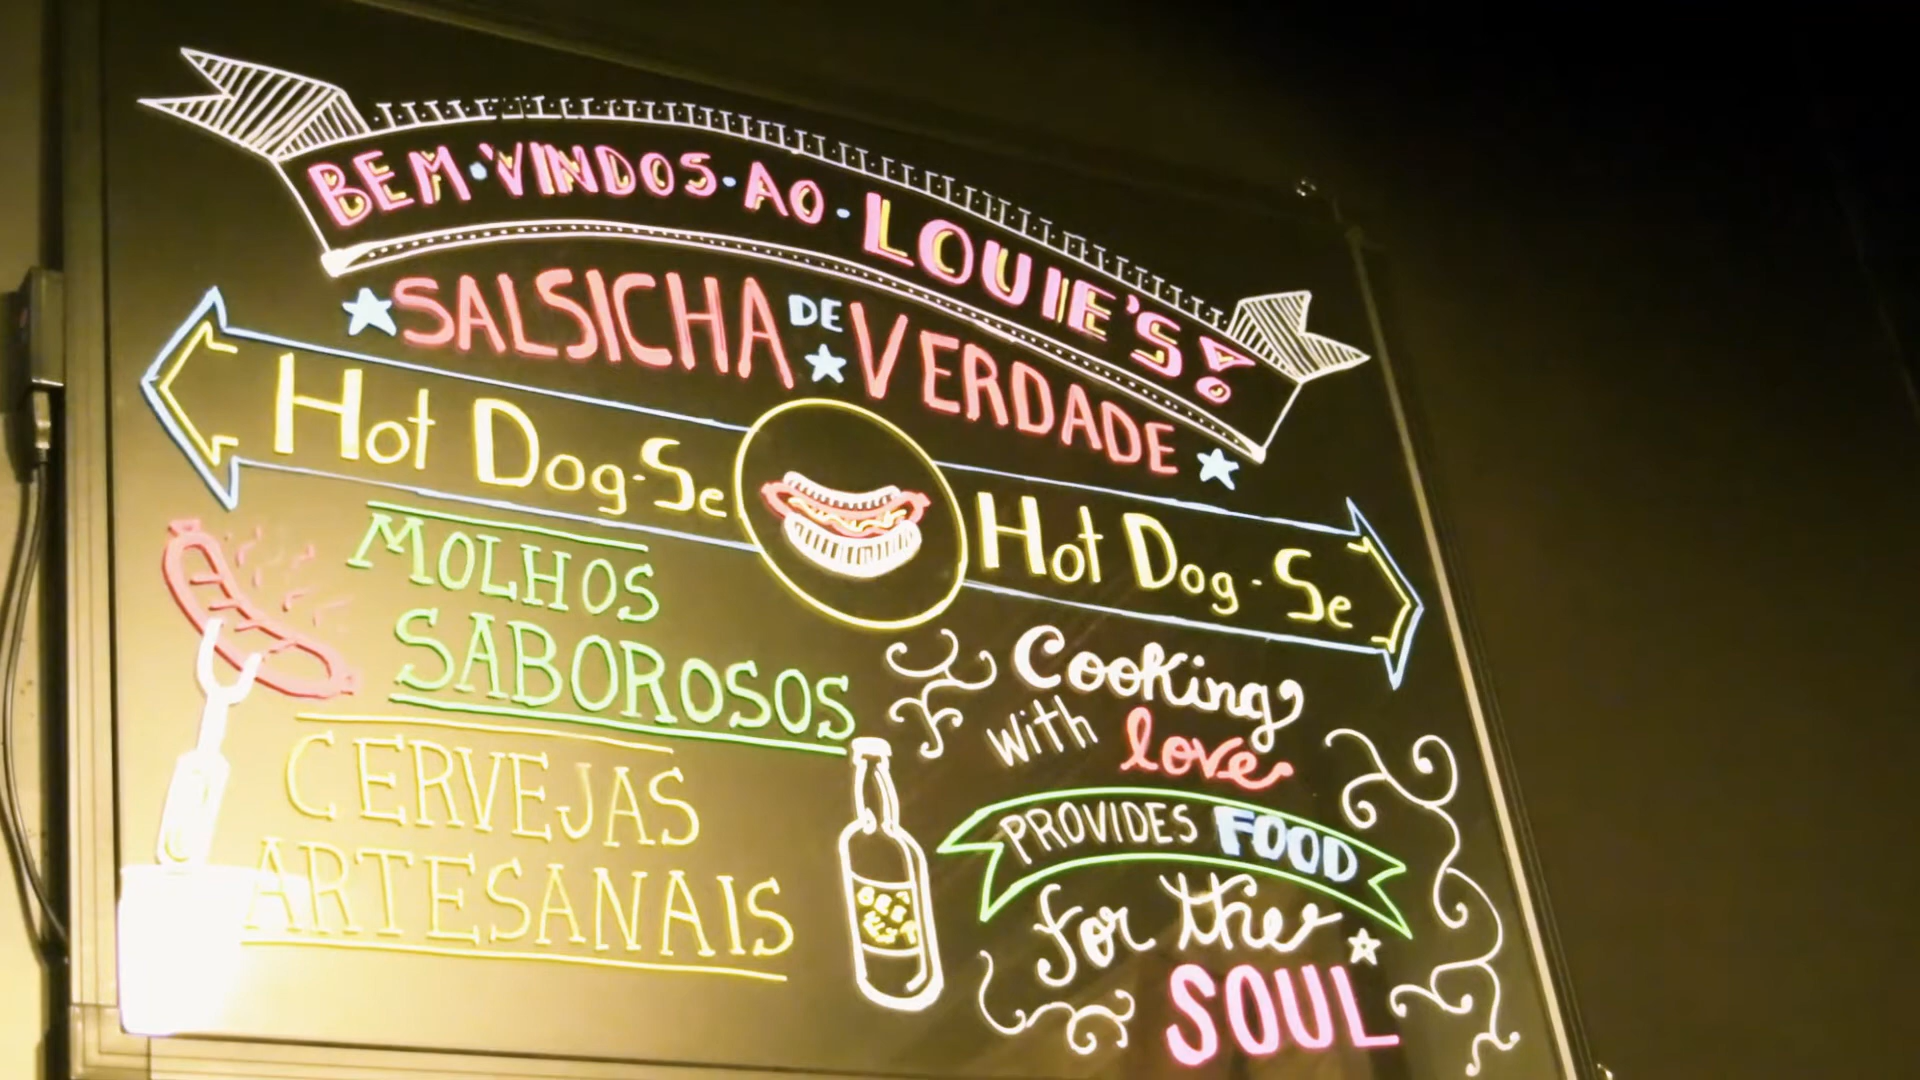 BEM·VINDOS·AO·LOUIE'S!
SALSICHA DE VERDADE
Hot Dog-Se
Hot Dog-Se
MOLHOS
SABOROSOS
CERVEJAS
ARTESANAIS
Cooking
with love
PROVIDES FOOD
for the
SOUL